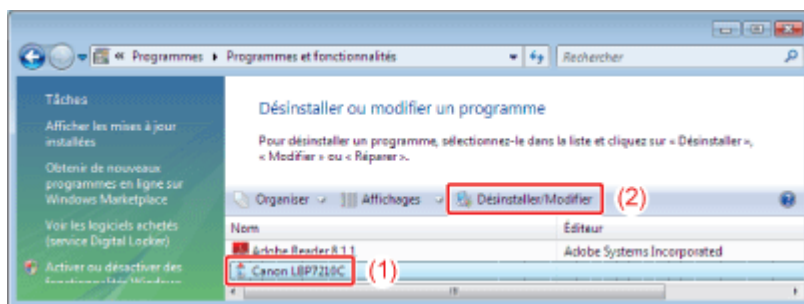 « Programmes ▸ Programmes et fonctionnalités
Rechercher
Tâches
Afficher les mises à jour
installées
Obtenir de nouveaux
programmes en ligne sur
Windows Marketplace
Voir les logiciels achetés
(service Digital Locker)
Activer ou désactiver des
fonctionnalités Windows
Désinstaller ou modifier un programme
Pour désinstaller un programme, sélectionnez-le dans la liste et cliquez sur « Désinstaller »,
« Modifier » ou « Réparer ».
Organiser
Affichages
Désinstaller/Modifier
(2)
Nom
Éditeur
Adobe Reader 8.1.1
Adobe Systems Incorporated
Canon LBP7210C
(1)